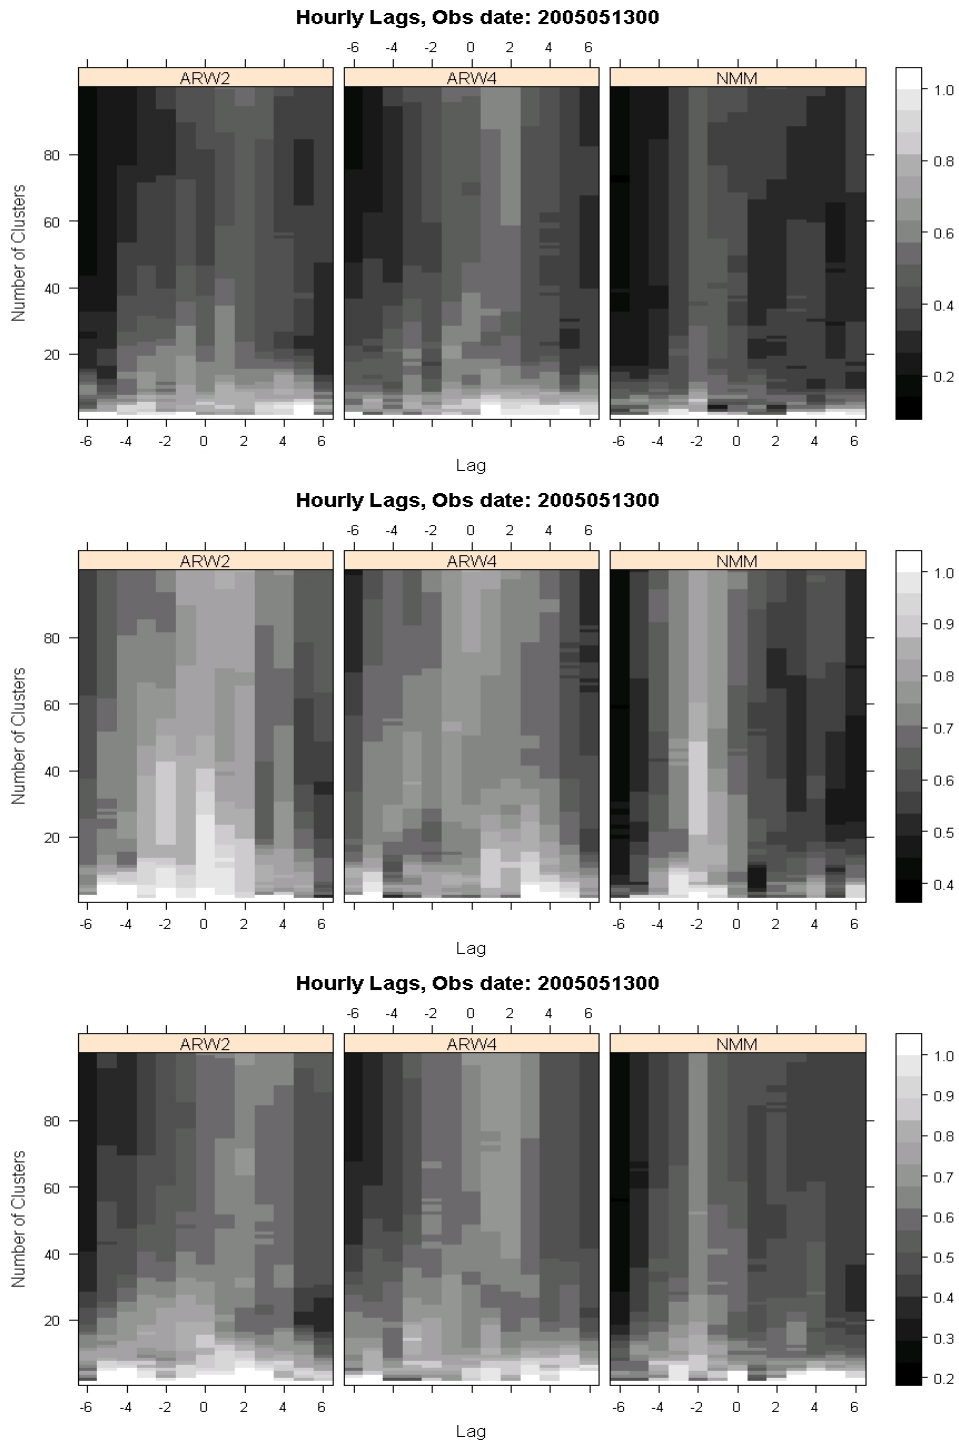 Hourly Lags, Obs date: 2005051300
-6 -4 -2 0 2 4 6
ARW2 ARW4 NMM
1.0
0.8
0.6
0.4
0.2
80
60
40
20
Number of Clusters
-6 -4 -2 0 2 4 6 -6 -4 -2 0 2 4 6
Lag
Hourly Lags, Obs date: 2005051300
-6 -4 -2 0 2 4 6
ARW2 ARW4 NMM
1.0
0.9
0.8
0.7
0.6
0.5
0.4
80
60
40
20
Number of Clusters
-6 -4 -2 0 2 4 6 -6 -4 -2 0 2 4 6
Lag
Hourly Lags, Obs date: 2005051300
-6 -4 -2 0 2 4 6
ARW2 ARW4 NMM
1.0
0.9
0.8
0.7
0.6
0.5
0.4
0.3
0.2
80
60
40
20
Number of Clusters
-6 -4 -2 0 2 4 6 -6 -4 -2 0 2 4 6
Lag